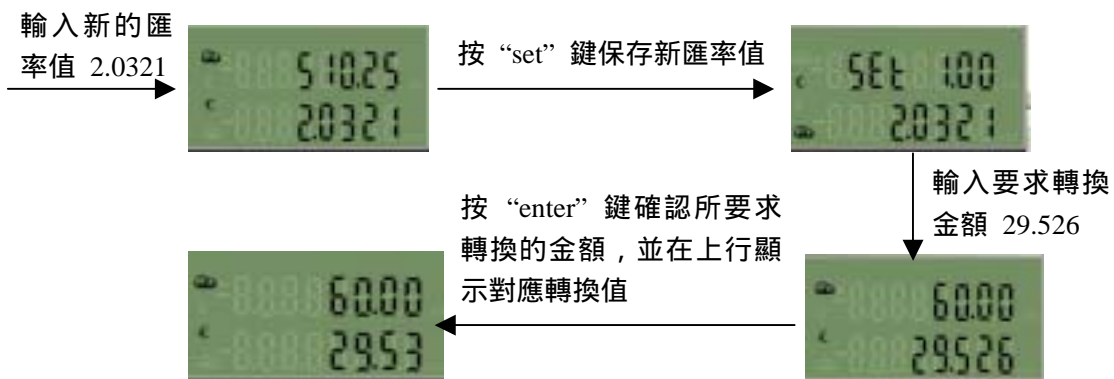 輸入新的匯
率值 2.0321
510.25
2.0321
按 “set” 鍵保存新匯率值
SEt 1.00
2.0321
輸入要求轉換
金額 29.526
60.00
29.526
按 “enter” 鍵確認所要求
轉換的金額，並在上行顯
示對應轉換值
60.00
29.53